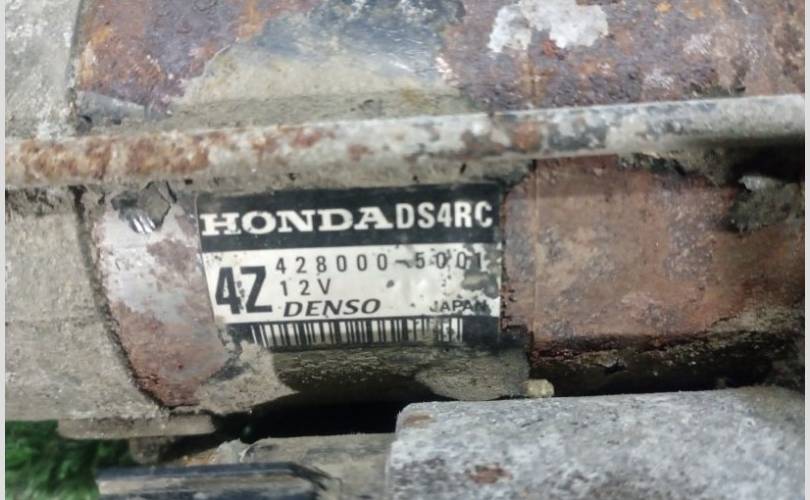 HONDA DS4RC
4Z 428000-5001
12V
DENSO JAPAN